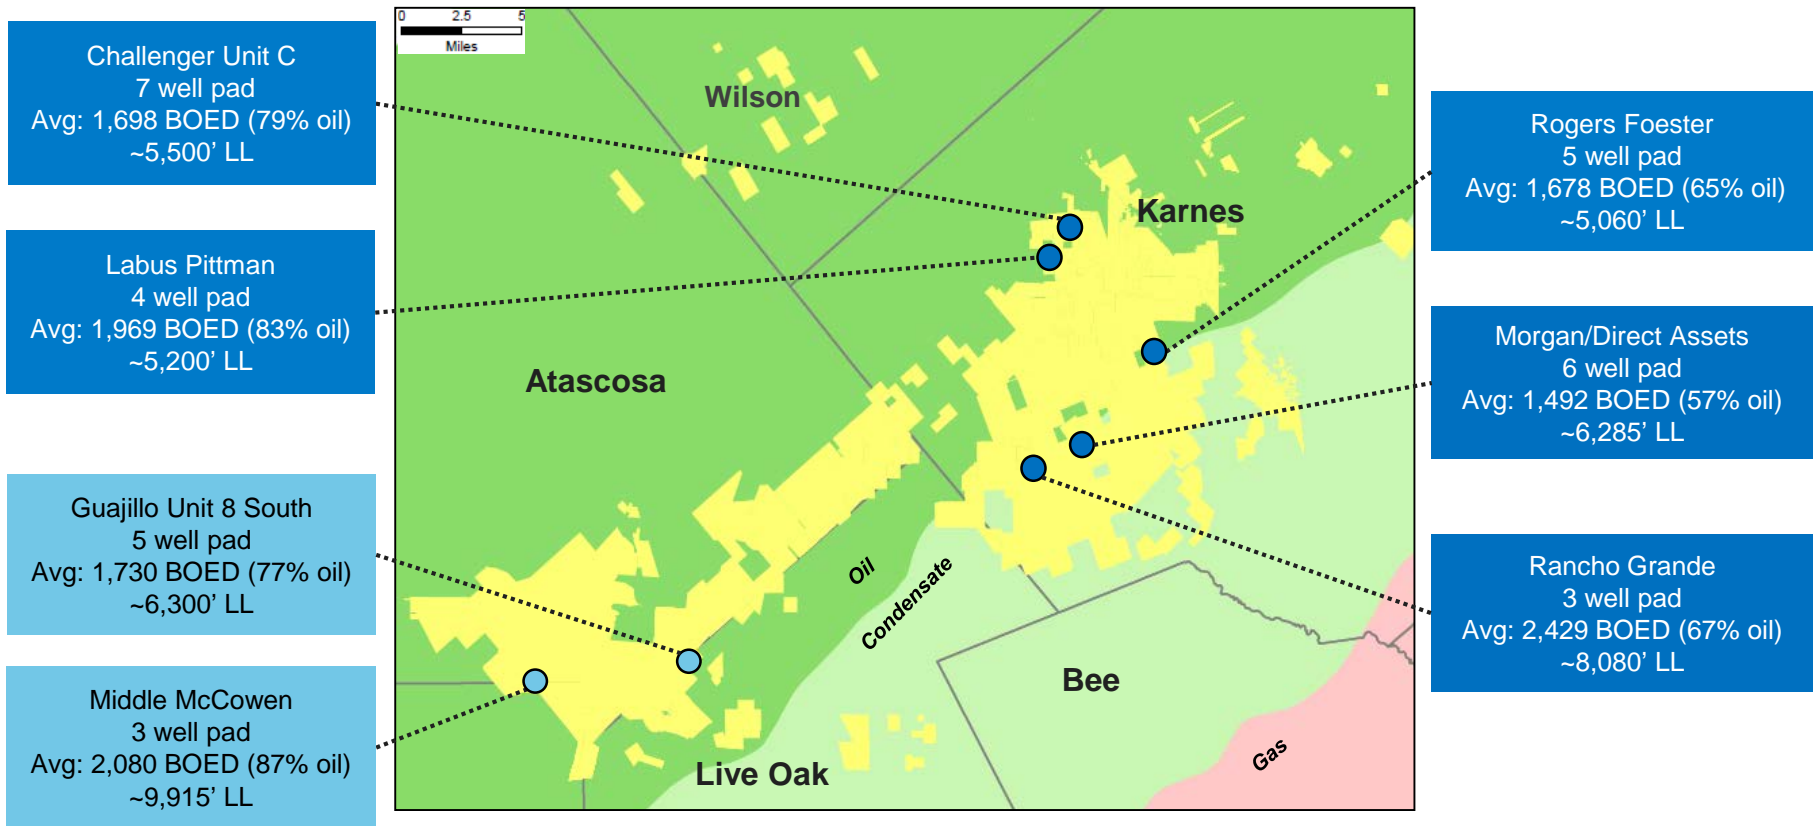 Challenger Unit C
7 well pad
Avg: 1,698 BOED (79% oil)
~5,500’ LL
Labus Pittman
4 well pad
Avg: 1,969 BOED (83% oil)
~5,200’ LL
Guajillo Unit 8 South
5 well pad
Avg: 1,730 BOED (77% oil)
~6,300’ LL
Middle McCowen
3 well pad
Avg: 2,080 BOED (87% oil)
~9,915’ LL
0 2.5 5
Miles
Wilson
Karnes
Atascosa
Oil
Condensate
Bee
Gas
Live Oak
Rogers Foester
5 well pad
Avg: 1,678 BOED (65% oil)
~5,060’ LL
Morgan/Direct Assets
6 well pad
Avg: 1,492 BOED (57% oil)
~6,285’ LL
Rancho Grande
3 well pad
Avg: 2,429 BOED (67% oil)
~8,080’ LL